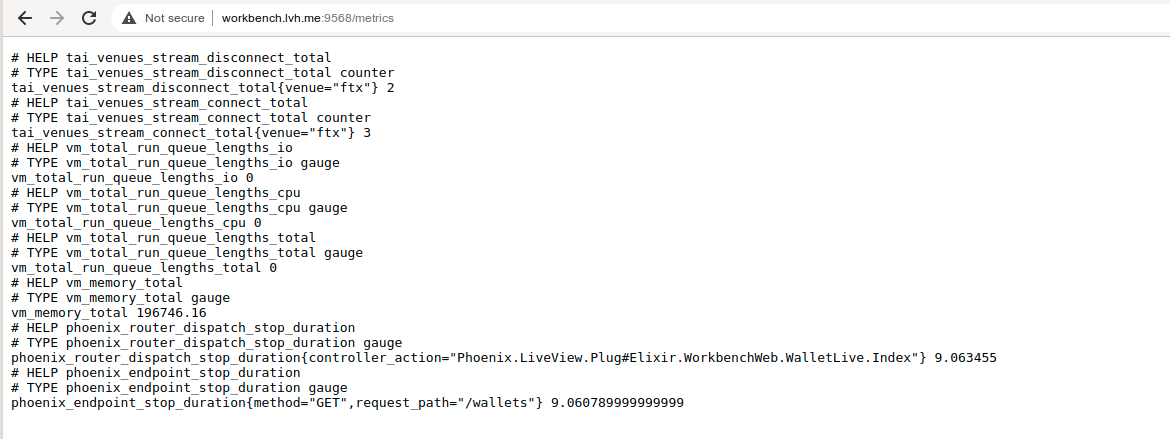 Not secure workbench.lvh.me:9568/metrics
# HELP tai_venues_stream_disconnect_total
# TYPE tai_venues_stream_disconnect_total counter
tai_venues_stream_disconnect_total{venue="ftx"} 2
# HELP tai_venues_stream_connect_total
# TYPE tai_venues_stream_connect_total counter
tai_venues_stream_connect_total{venue="ftx"} 3
# HELP vm_total_run_queue_lengths_io
# TYPE vm_total_run_queue_lengths_io gauge
vm_total_run_queue_lengths_io 0
# HELP vm_total_run_queue_lengths_cpu
# TYPE vm_total_run_queue_lengths_cpu gauge
vm_total_run_queue_lengths_cpu 0
# HELP vm_total_run_queue_lengths_total
# TYPE vm_total_run_queue_lengths_total gauge
vm_total_run_queue_lengths_total 0
# HELP vm_memory_total
# TYPE vm_memory_total gauge
vm_memory_total 196746.16
# HELP phoenix_router_dispatch_stop_duration
# TYPE phoenix_router_dispatch_stop_duration gauge
phoenix_router_dispatch_stop_duration{controller_action="Phoenix.LiveView.Plug#Elixir.WorkbenchWeb.WalletLive.Index"} 9.063455
# HELP phoenix_endpoint_stop_duration
# TYPE phoenix_endpoint_stop_duration gauge
phoenix_endpoint_stop_duration{method="GET",request_path="/wallets"} 9.060789999999999